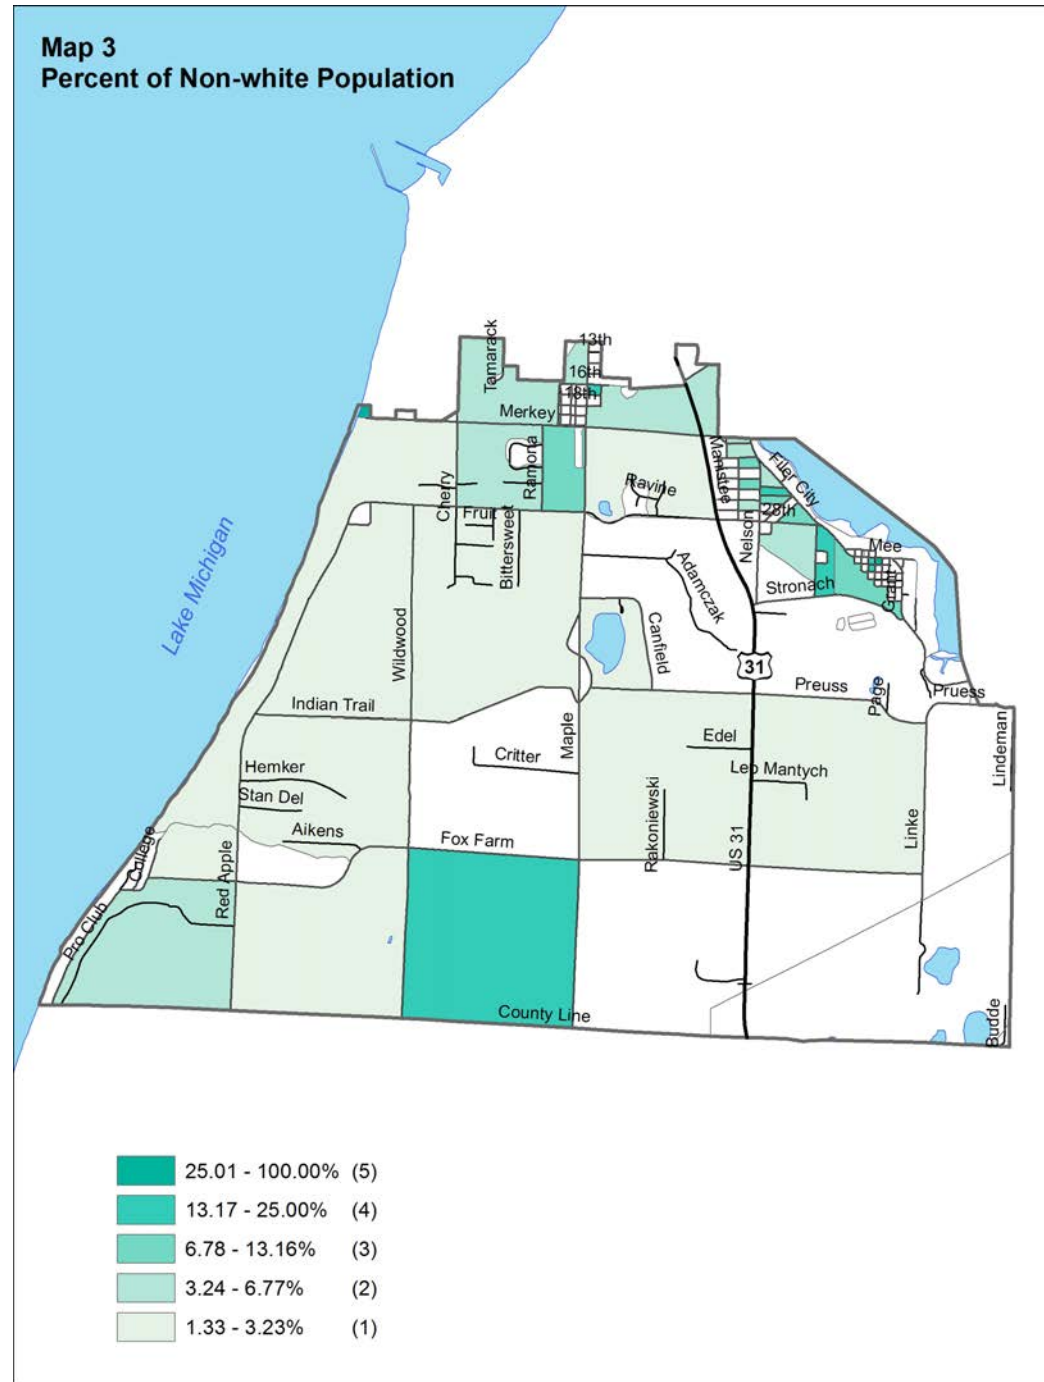 Map 3
Percent of Non-white Population
13th
Tamarack
16th
18th
Merkey
Manistee
Filer City
Ramona
Cherry
Ravine
28th
Fruit
Bittersweet
Nelson
Mee
Adamczak
Stronach
Grant
Lake Michigan
Wildwood
Canfield
31
Preuss
Page
Pruess
Indian Trail
Maple
Edel
Lindeman
Critter
Hemker
Leo Mantych
Stan Del
Rakoniewski
Aikens
Fox Farm
US 31
Linke
College
Red Apple
Pro Club
County Line
Budde
25.01 - 100.00% (5)
13.17 - 25.00% (4)
6.78 - 13.16% (3)
3.24 - 6.77% (2)
1.33 - 3.23% (1)